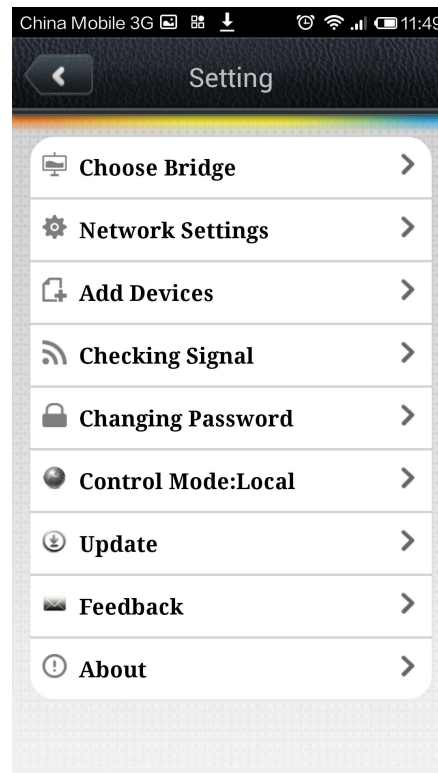 China Mobile 3G 11:49
Setting
Choose Bridge
Network Settings
Add Devices
Checking Signal
Changing Password
Control Mode:Local
Update
Feedback
About